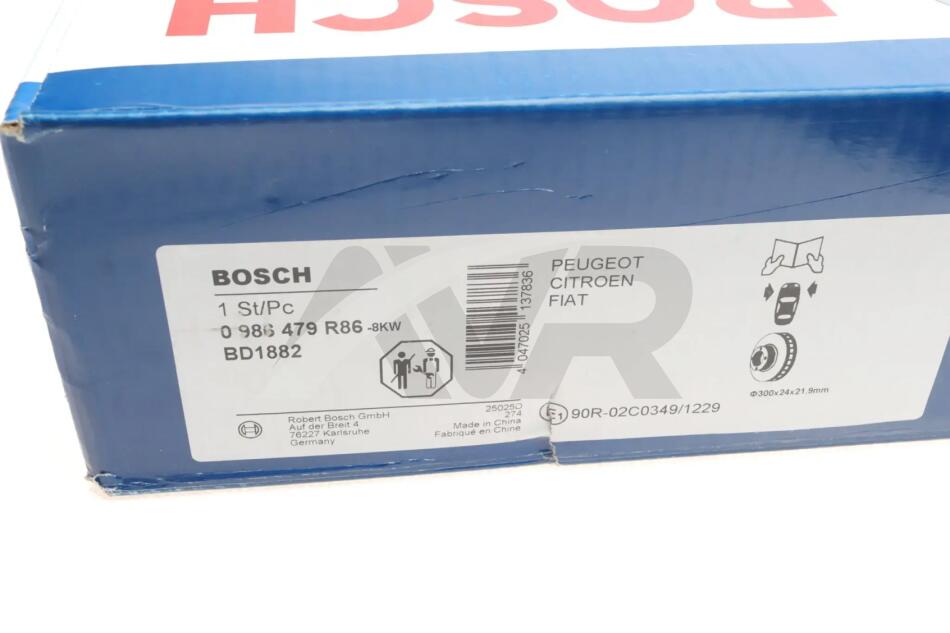 BOSCH
BOSCH
1 St/Pc
0 986 479 R86 -8KW
BD1882
Robert Bosch GmbH
Auf der Breit 4
76227 Karlsruhe
Germany
25025D
274
Made in China
Fabriqué en Chine
4 047025 137836
PEUGEOT
CITROEN
FIAT
E1 90R-02C0349/1229
Φ300x24x21.9mm
AVR